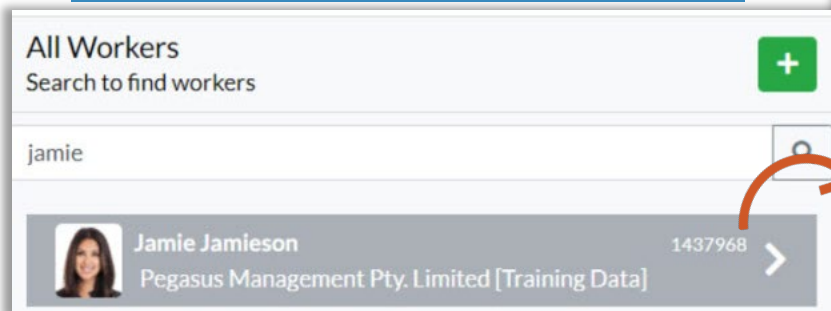 All Workers
Search to find workers
+
jamie
Jamie Jamieson 1437968
Pegasus Management Pty. Limited [Training Data]